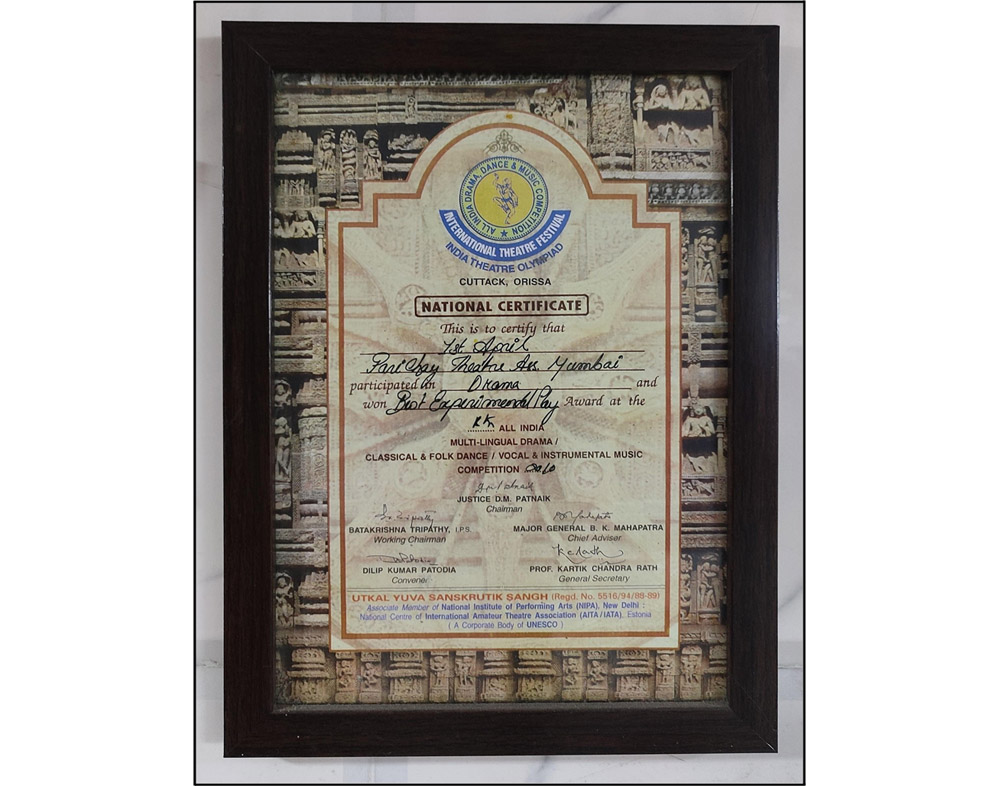 ALL INDIA DRAMA, DANCE & MUSIC COMPETITION
INTERNATIONAL THEATRE FESTIVAL
INDIA THEATRE OLYMPIAD
CUTTACK, ORISSA
NATIONAL CERTIFICATE
This is to certify that
1st April
Parichay Theatre Mumbai
participated in Drama and
won Best Experimendal Play Award at the
ALL INDIA
MULTI-LINGUAL DRAMA /
CLASSICAL & FOLK DANCE / VOCAL & INSTRUMENTAL MUSIC
COMPETITION 2010
JUSTICE D.M. PATNAIK
Chairman
BATAKRISHNA TRIPATHY, I.P.S. MAJOR GENERAL B. K. MAHAPATRA
Working Chairman Chief Adviser
DILIP KUMAR PATODIA PROF. KARTIK CHANDRA RATH
Convener General Secretary
UTKAL YUVA SANSKRUTIK SANGH (Regd. No. 5516/94/88-89)
Associate Member of National Institute of Performing Arts (NIPA), New Delhi :
National Centre of International Amateur Theatre Association (AITA/IATA), Estonia
( A Corporate Body of UNESCO )